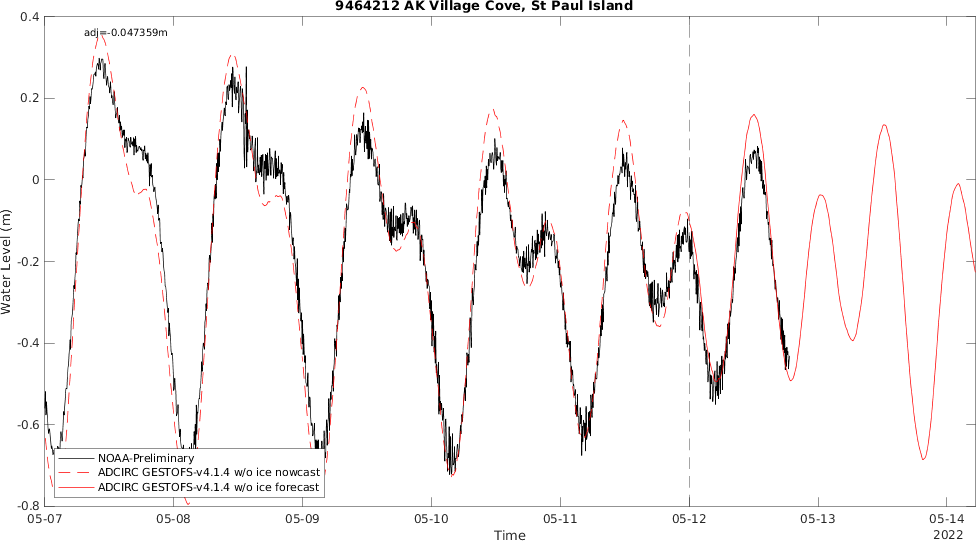 9464212 AK Village Cove, St Paul Island
adj=-0.047359m
0.4
0.2
0
-0.2
-0.4
-0.6
-0.8
Water Level (m)
NOAA-Preliminary
ADCIRC GESTOFS-v4.1.4 w/o ice nowcast
ADCIRC GESTOFS-v4.1.4 w/o ice forecast
05-07 05-08 05-09 05-10 05-11 05-12 05-13 05-14
Time
2022